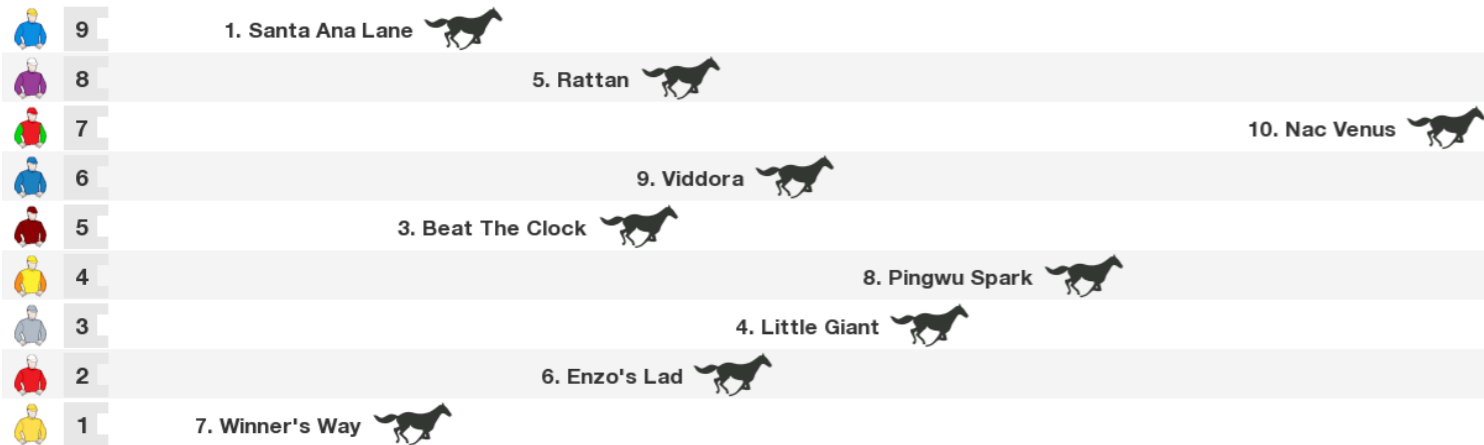 9 1. Santa Ana Lane
8 5. Rattan
7 10. Nac Venus
6 9. Viddora
5 3. Beat The Clock
4 8. Pingwu Spark
3 4. Little Giant
2 6. Enzo's Lad
1 7. Winner's Way